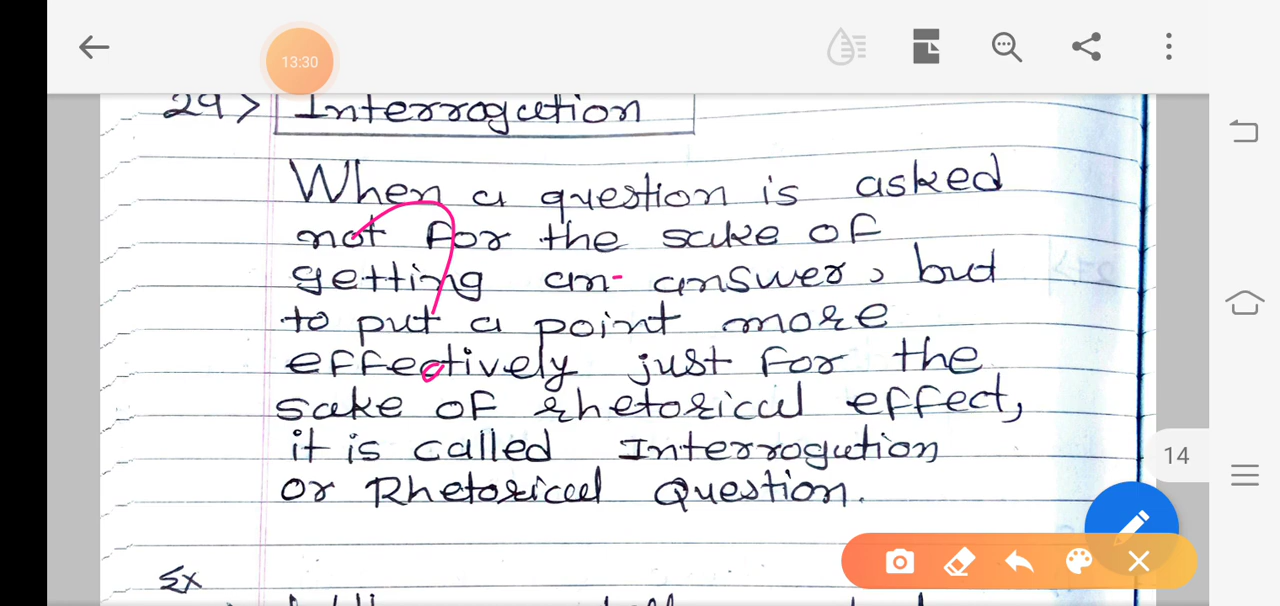 13:30
29> Interrogation
When a question is asked
not for the sake of
getting an answer, but
to put a point more
effectively just for the
sake of rhetorical effect,
it is called Interrogation
or Rhetorical Question.
14
Ex